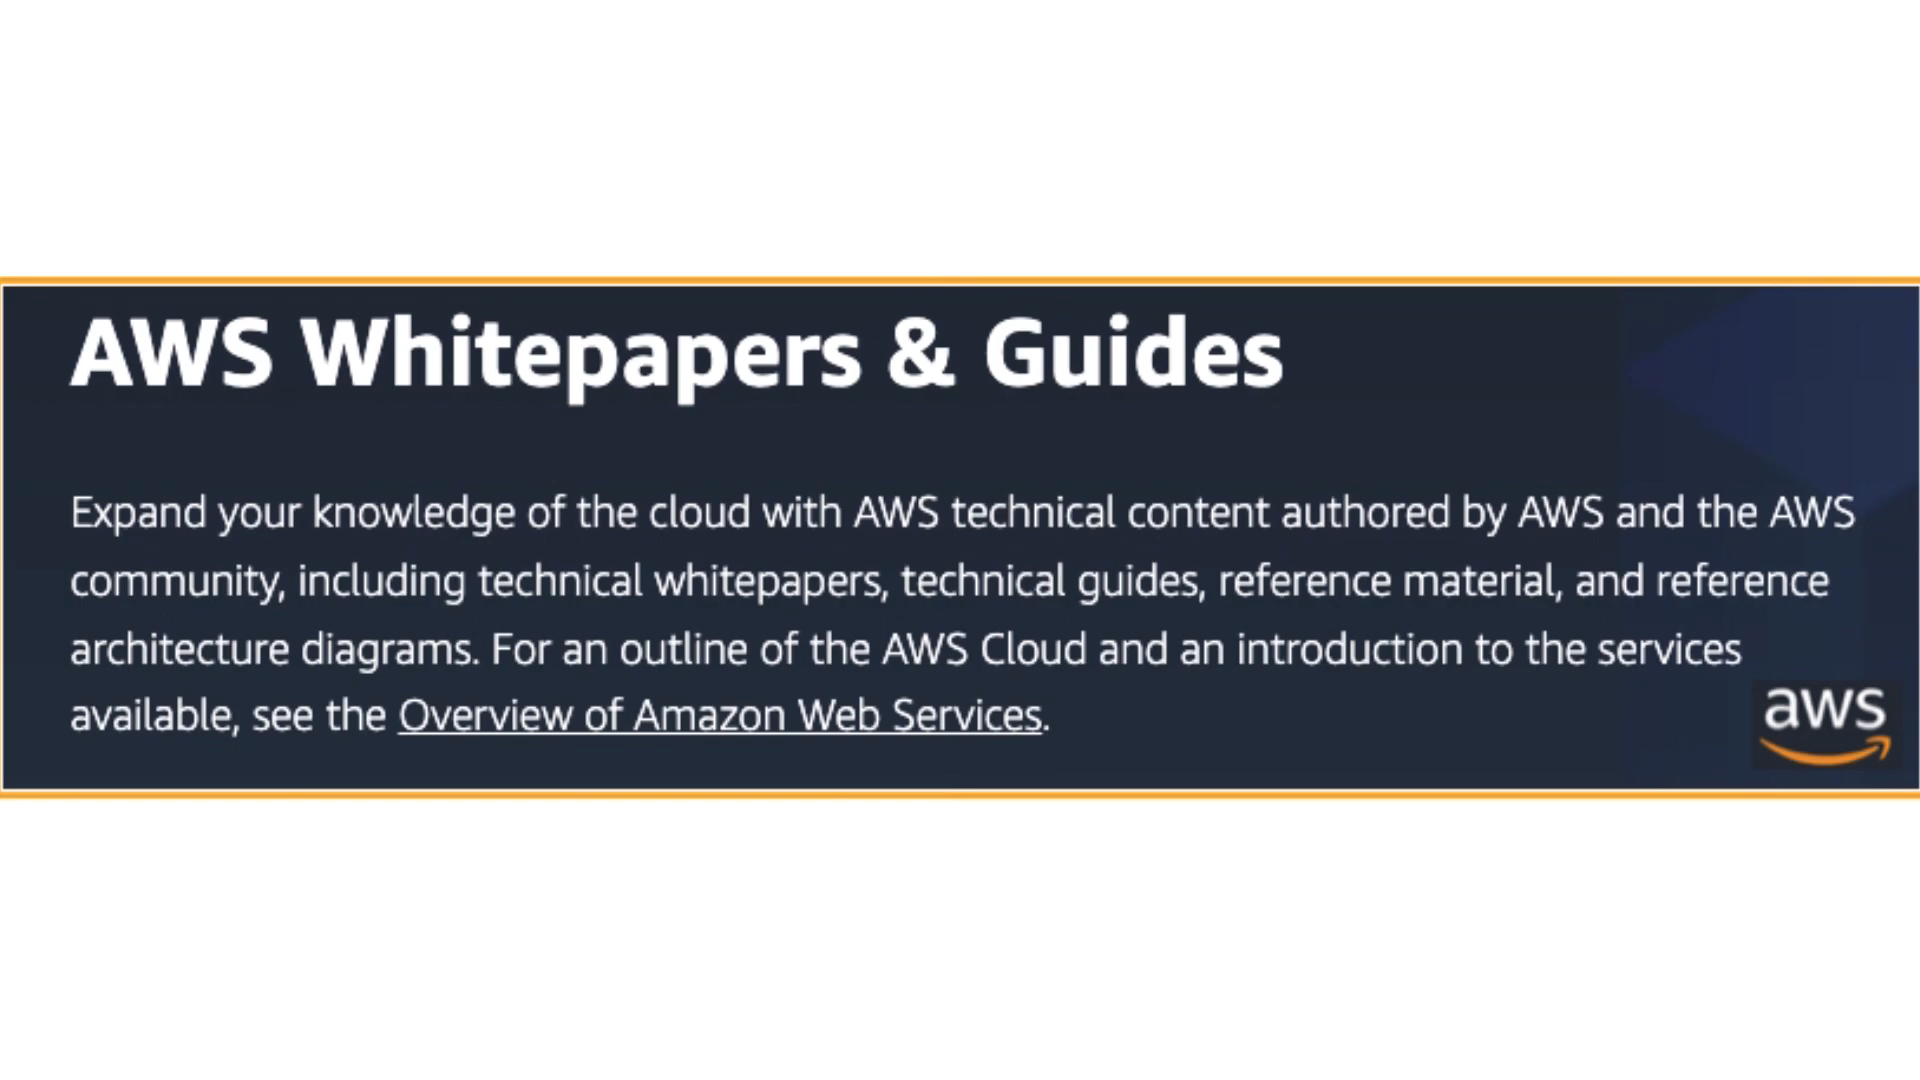 AWS Whitepapers & Guides
Expand your knowledge of the cloud with AWS technical content authored by AWS and the AWS
community, including technical whitepapers, technical guides, reference material, and reference
architecture diagrams. For an outline of the AWS Cloud and an introduction to the services
available, see the Overview of Amazon Web Services.
aws